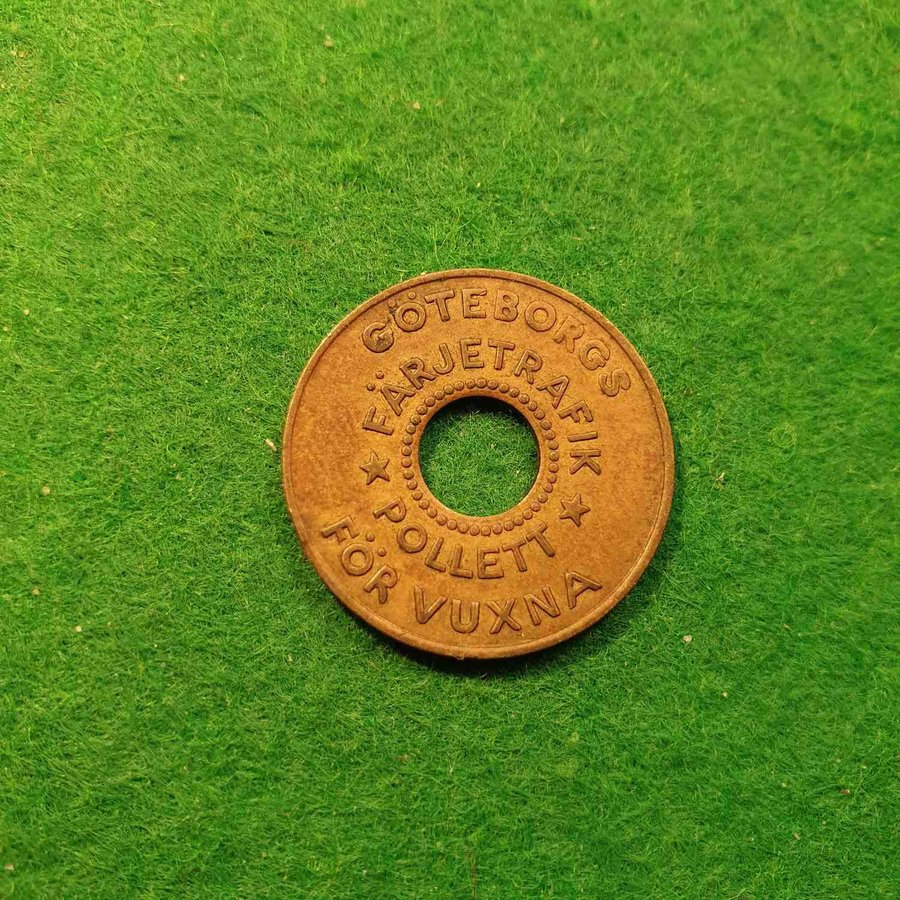 GÖTEBORGS
FÄRJETRAFIK
POLLETT
FÖR VUXNA